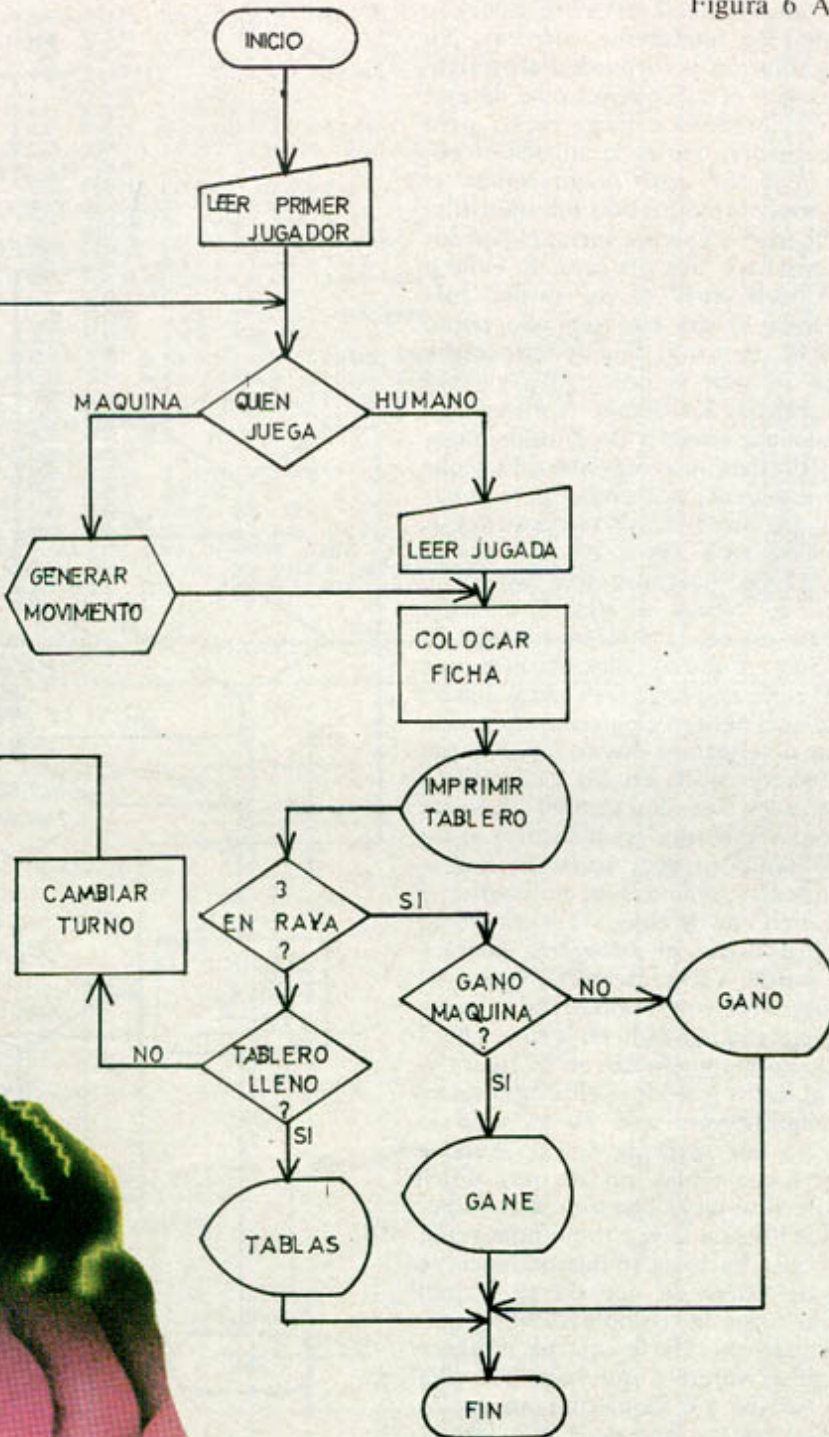 Figura 6 A
INICIO
LEER PRIMER
JUGADOR
MAQUINA
QUIEN
JUEGA
HUMANO
GENERAR
MOVIMENTO
LEER JUGADA
COLOCAR
FICHA
IMPRIMIR
TABLERO
CAMBIAR
TURNO
3
EN RAYA
?
SI
GANO
MAQUINA
?
NO
GANO
NO
TABLERO
LLENO
?
SI
SI
TABLAS
GANE
FIN